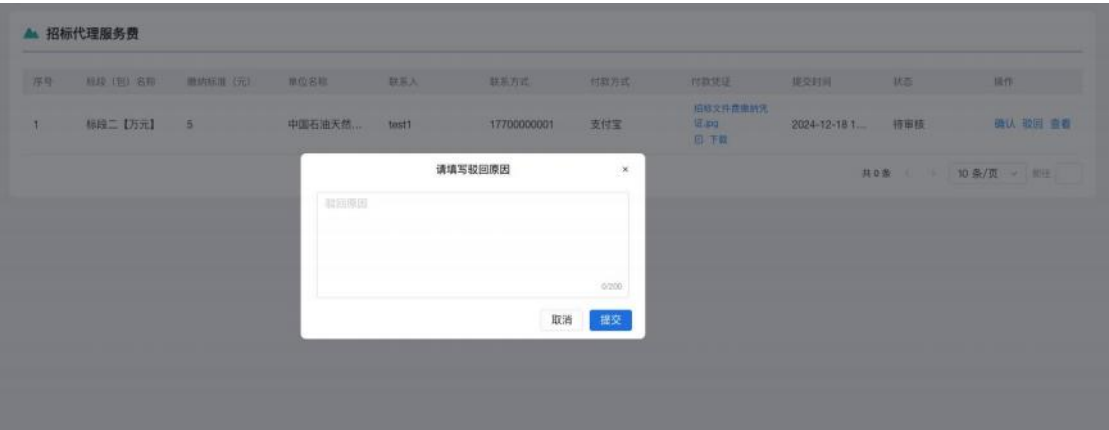 招标代理服务费
序号 标段（包）名称 缴纳标准（元） 单位名称 联系人 联系方式 付款方式 付款凭证 提交时间 状态 操作
1 标段二【万元】 5 中国石油天然... test1 17700000001 支付宝 招标文件费缴纳凭证.jpg 下载 2024-12-18 1... 待审核 确认 驳回 查看
共 0 条 10 条/页 前往
请填写驳回原因 ×
驳回原因
0/200
取消 提交